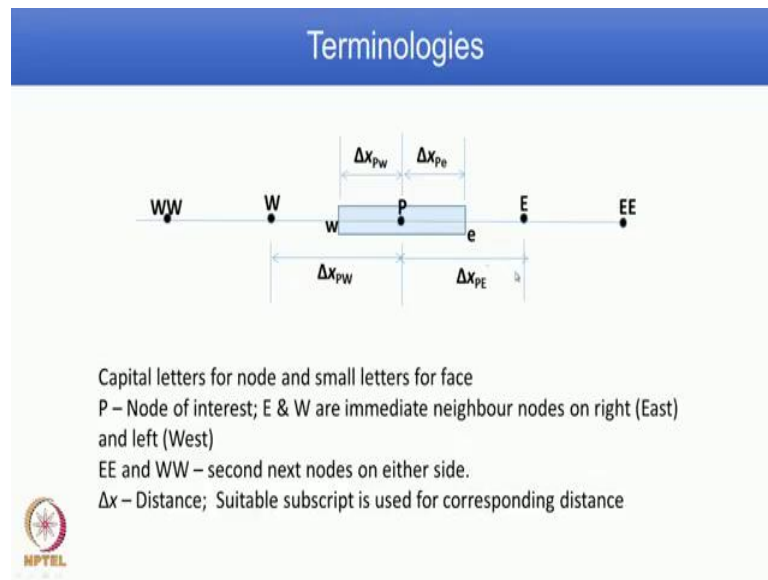 Terminologies
Δx_Pw Δx_Pe
WW W P E EE
w e
Δx_PW Δx_PE
Capital letters for node and small letters for face
P – Node of interest; E & W are immediate neighbour nodes on right (East)
and left (West)
EE and WW – second next nodes on either side.
Δx – Distance; Suitable subscript is used for corresponding distance
NPTEL